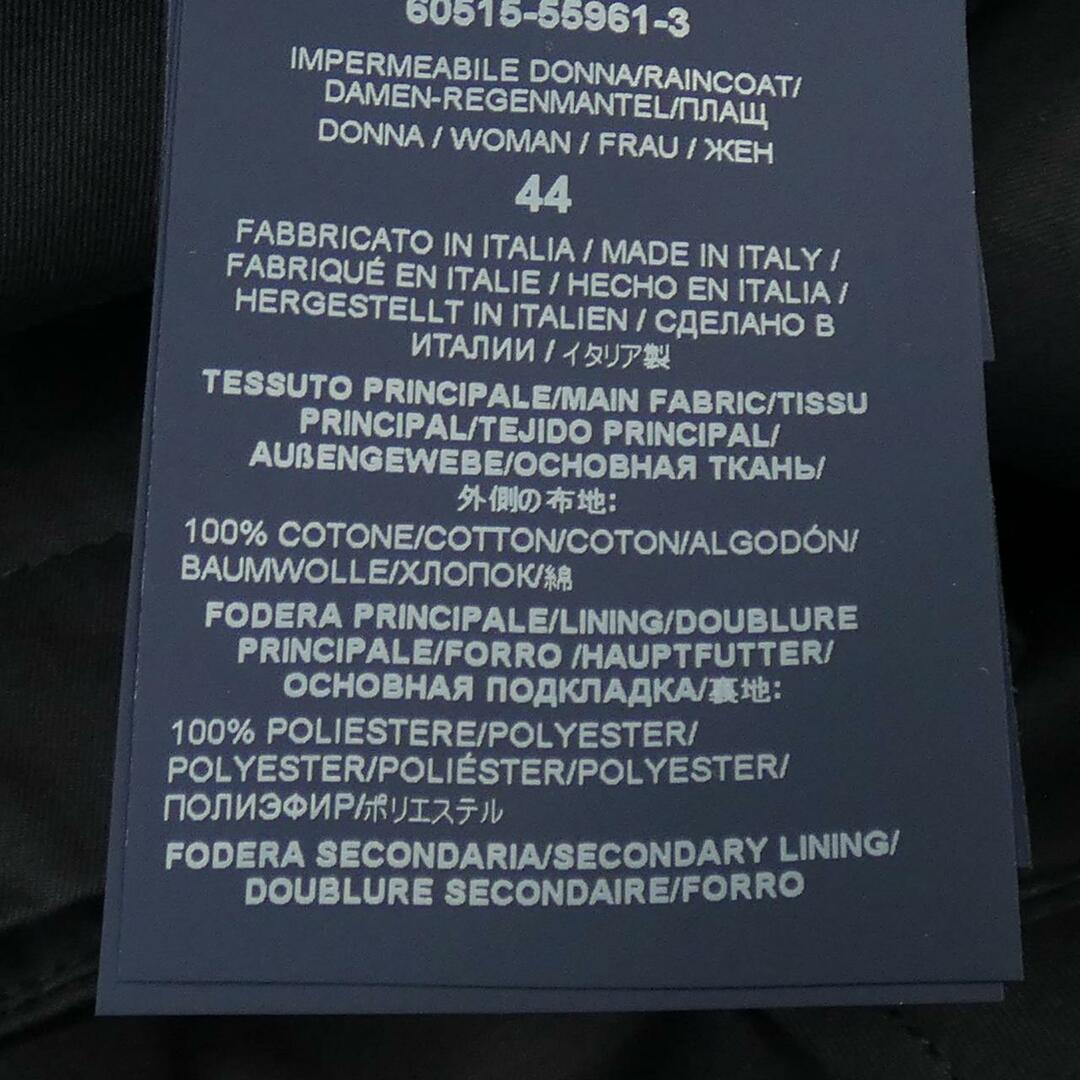 60515-55961-3
IMPERMEABILE DONNA/RAINCOAT/
DAMEN-REGENMANTEL/ПЛАЩ
DONNA / WOMAN / FRAU / ЖЕН
44
FABBRICATO IN ITALIA / MADE IN ITALY /
FABRIQUÉ EN ITALIE / HECHO EN ITALIA /
HERGESTELLT IN ITALIEN / СДЕЛАНО В
ИТАЛИИ / イタリア製
TESSUTO PRINCIPALE/MAIN FABRIC/TISSU
PRINCIPAL/TEJIDO PRINCIPAL/
AUßENGEWEBE/ОСНОВНАЯ ТКАНЬ/
外側の布地:
100% COTONE/COTTON/COTON/ALGODÓN/
BAUMWOLLE/ХЛОПОК/綿
FODERA PRINCIPALE/LINING/DOUBLURE
PRINCIPALE/FORRO /HAUPTFUTTER/
ОСНОВНАЯ ПОДКЛАДКА/裏地:
100% POLIESTERE/POLYESTER/
POLYESTER/POLIÉSTER/POLYESTER/
ПОЛИЭФИР/ポリエステル
FODERA SECONDARIA/SECONDARY LINING/
DOUBLURE SECONDAIRE/FORRO